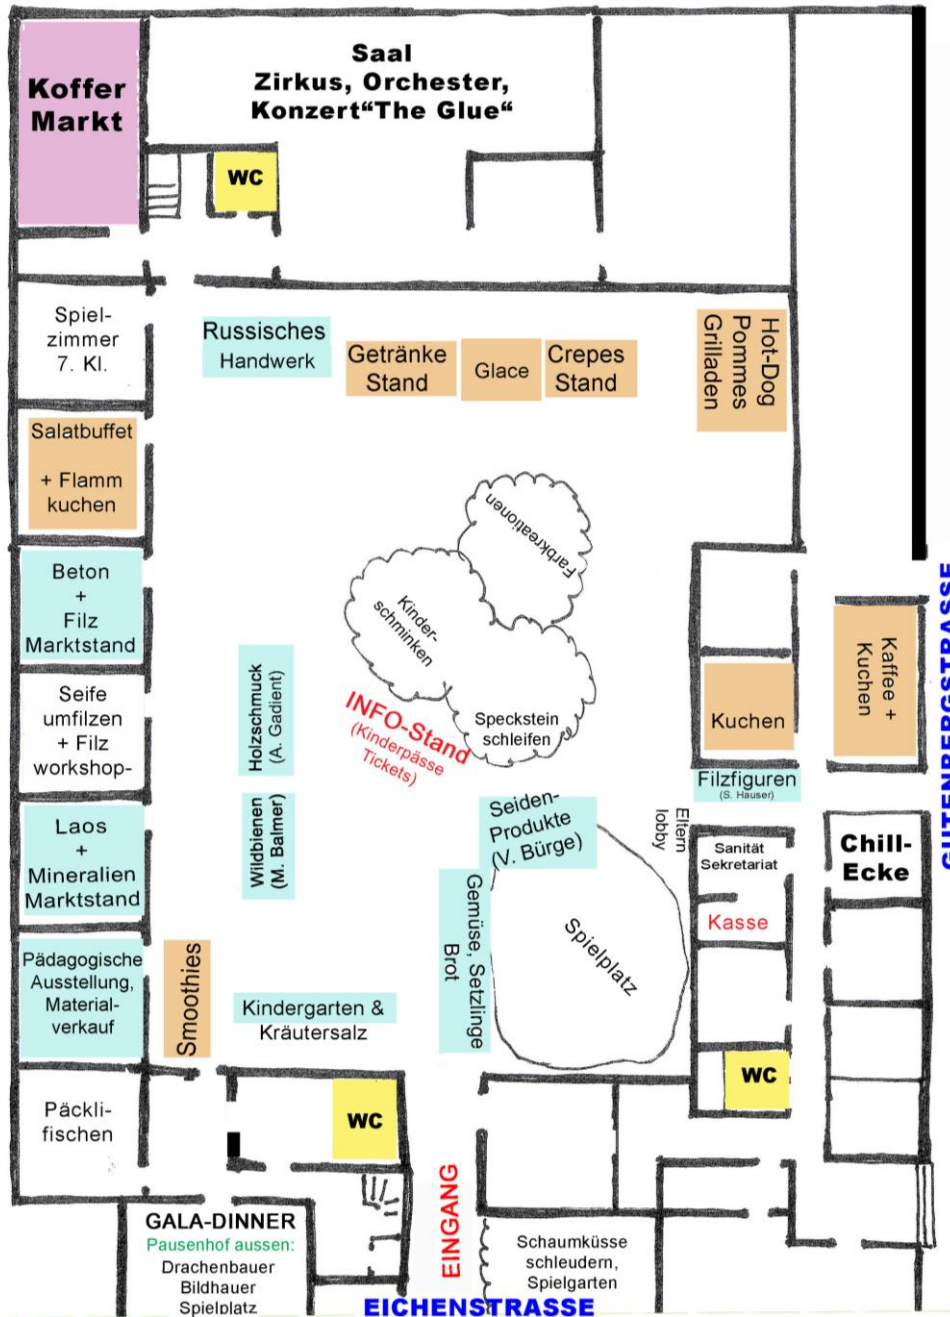 Koffer
Markt
Saal
Zirkus, Orchester,
Konzert“The Glue“
WC
Spiel-
zimmer
7. Kl.
Russisches
Handwerk
Getränke
Stand
Glace
Crepes
Stand
Hot-Dog
Pommes
Grilladen
Salatbuffet
+ Flamm
kuchen
Farbkreationen
Kinder-
schminken
Speckstein
schleifen
INFO-Stand
(Kinderpässe
Tickets)
Beton
+
Filz
Marktstand
Seife
umfilzen
+ Filz
workshop-
Holzschmuck
(A. Gadient)
Wildbienen
(M. Balmer)
Kuchen
Kaffee +
Kuchen
GUTENBERGSTRASSE
Filzfiguren
(S. Hauser)
Laos
+
Mineralien
Marktstand
Seiden-
Produkte
(V. Bürge)
Eltern
lobby
Sanität
Sekretariat
Kasse
Chill-
Ecke
Gemüse, Setzlinge
Brot
Spielplatz
Pädagogische
Ausstellung,
Material-
verkauf
Smoothies
Kindergarten &
Kräutersalz
WC
Päckli-
fischen
WC
EINGANG
GALA-DINNER
Pausenhof aussen:
Drachenbauer
Bildhauer
Spielplatz
Schaumküsse
schleudern,
Spielgarten
EICHENSTRASSE